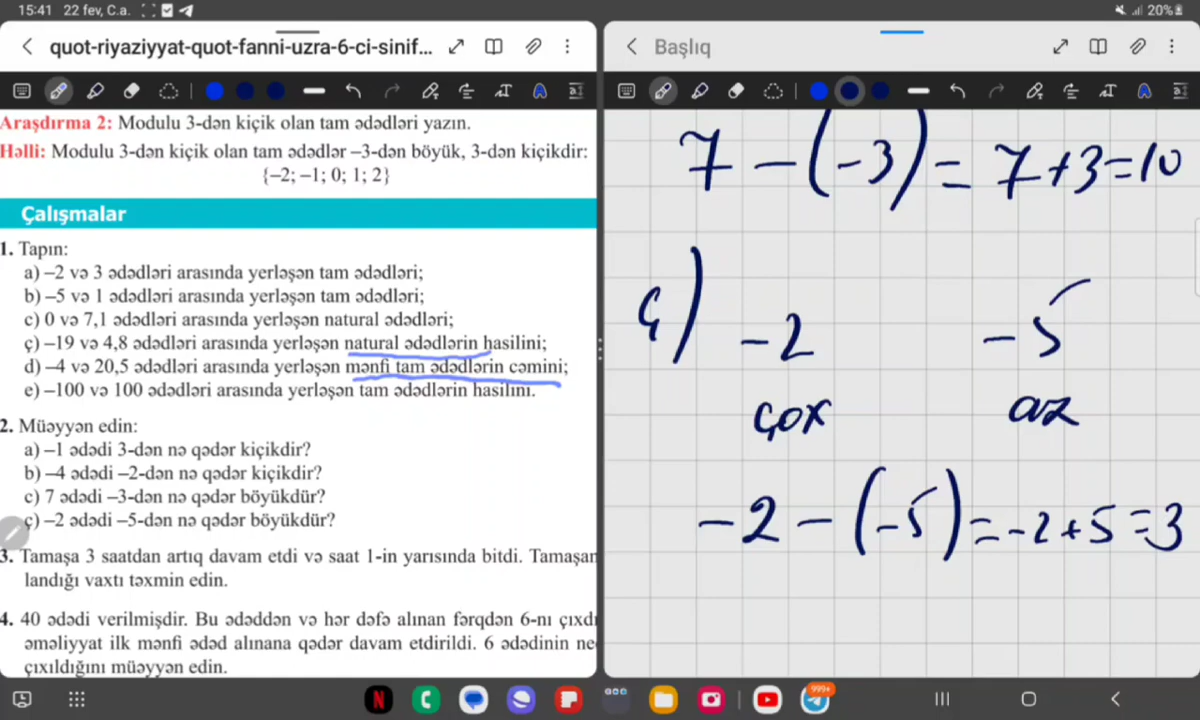 15:41 22 fev, C.a.
20%
quot-riyaziyyat-quot-fanni-uzra-6-ci-sinif...
Araşdırma 2: Modulu 3-dən kiçik olan tam ədədləri yazın.
Həlli: Modulu 3-dən kiçik olan tam ədədlər –3-dən böyük, 3-dən kiçikdir:
{–2; –1; 0; 1; 2}
Çalışmalar
1. Tapın:
a) –2 və 3 ədədləri arasında yerləşən tam ədədləri;
b) –5 və 1 ədədləri arasında yerləşən tam ədədləri;
c) 0 və 7,1 ədədləri arasında yerləşən natural ədədləri;
ç) –19 və 4,8 ədədləri arasında yerləşən natural ədədlərin hasilini;
d) –4 və 20,5 ədədləri arasında yerləşən mənfi tam ədədlərin cəmini;
e) –100 və 100 ədədləri arasında yerləşən tam ədədlərin hasilini.
2. Müəyyən edin:
a) –1 ədədi 3-dən nə qədər kiçikdir?
b) –4 ədədi –2-dən nə qədər kiçikdir?
c) 7 ədədi –3-dən nə qədər böyükdür?
ç) –2 ədədi –5-dən nə qədər böyükdür?
3. Tamaşa 3 saatdan artıq davam etdi və saat 1-in yarısında bitdi. Tamaşan
landığı vaxtı təxmin edin.
4. 40 ədədi verilmişdir. Bu ədəddən və hər dəfə alınan fərqdən 6-nı çıxdı
əməliyyat ilk mənfi ədəd alınana qədər davam etdirildi. 6 ədədinin ne
çıxıldığını müəyyən edin.
Başlıq
7 – (–3) = 7 + 3 = 10
ç) –2 –5
çox az
–2 – (–5) = –2 + 5 = 3
999+